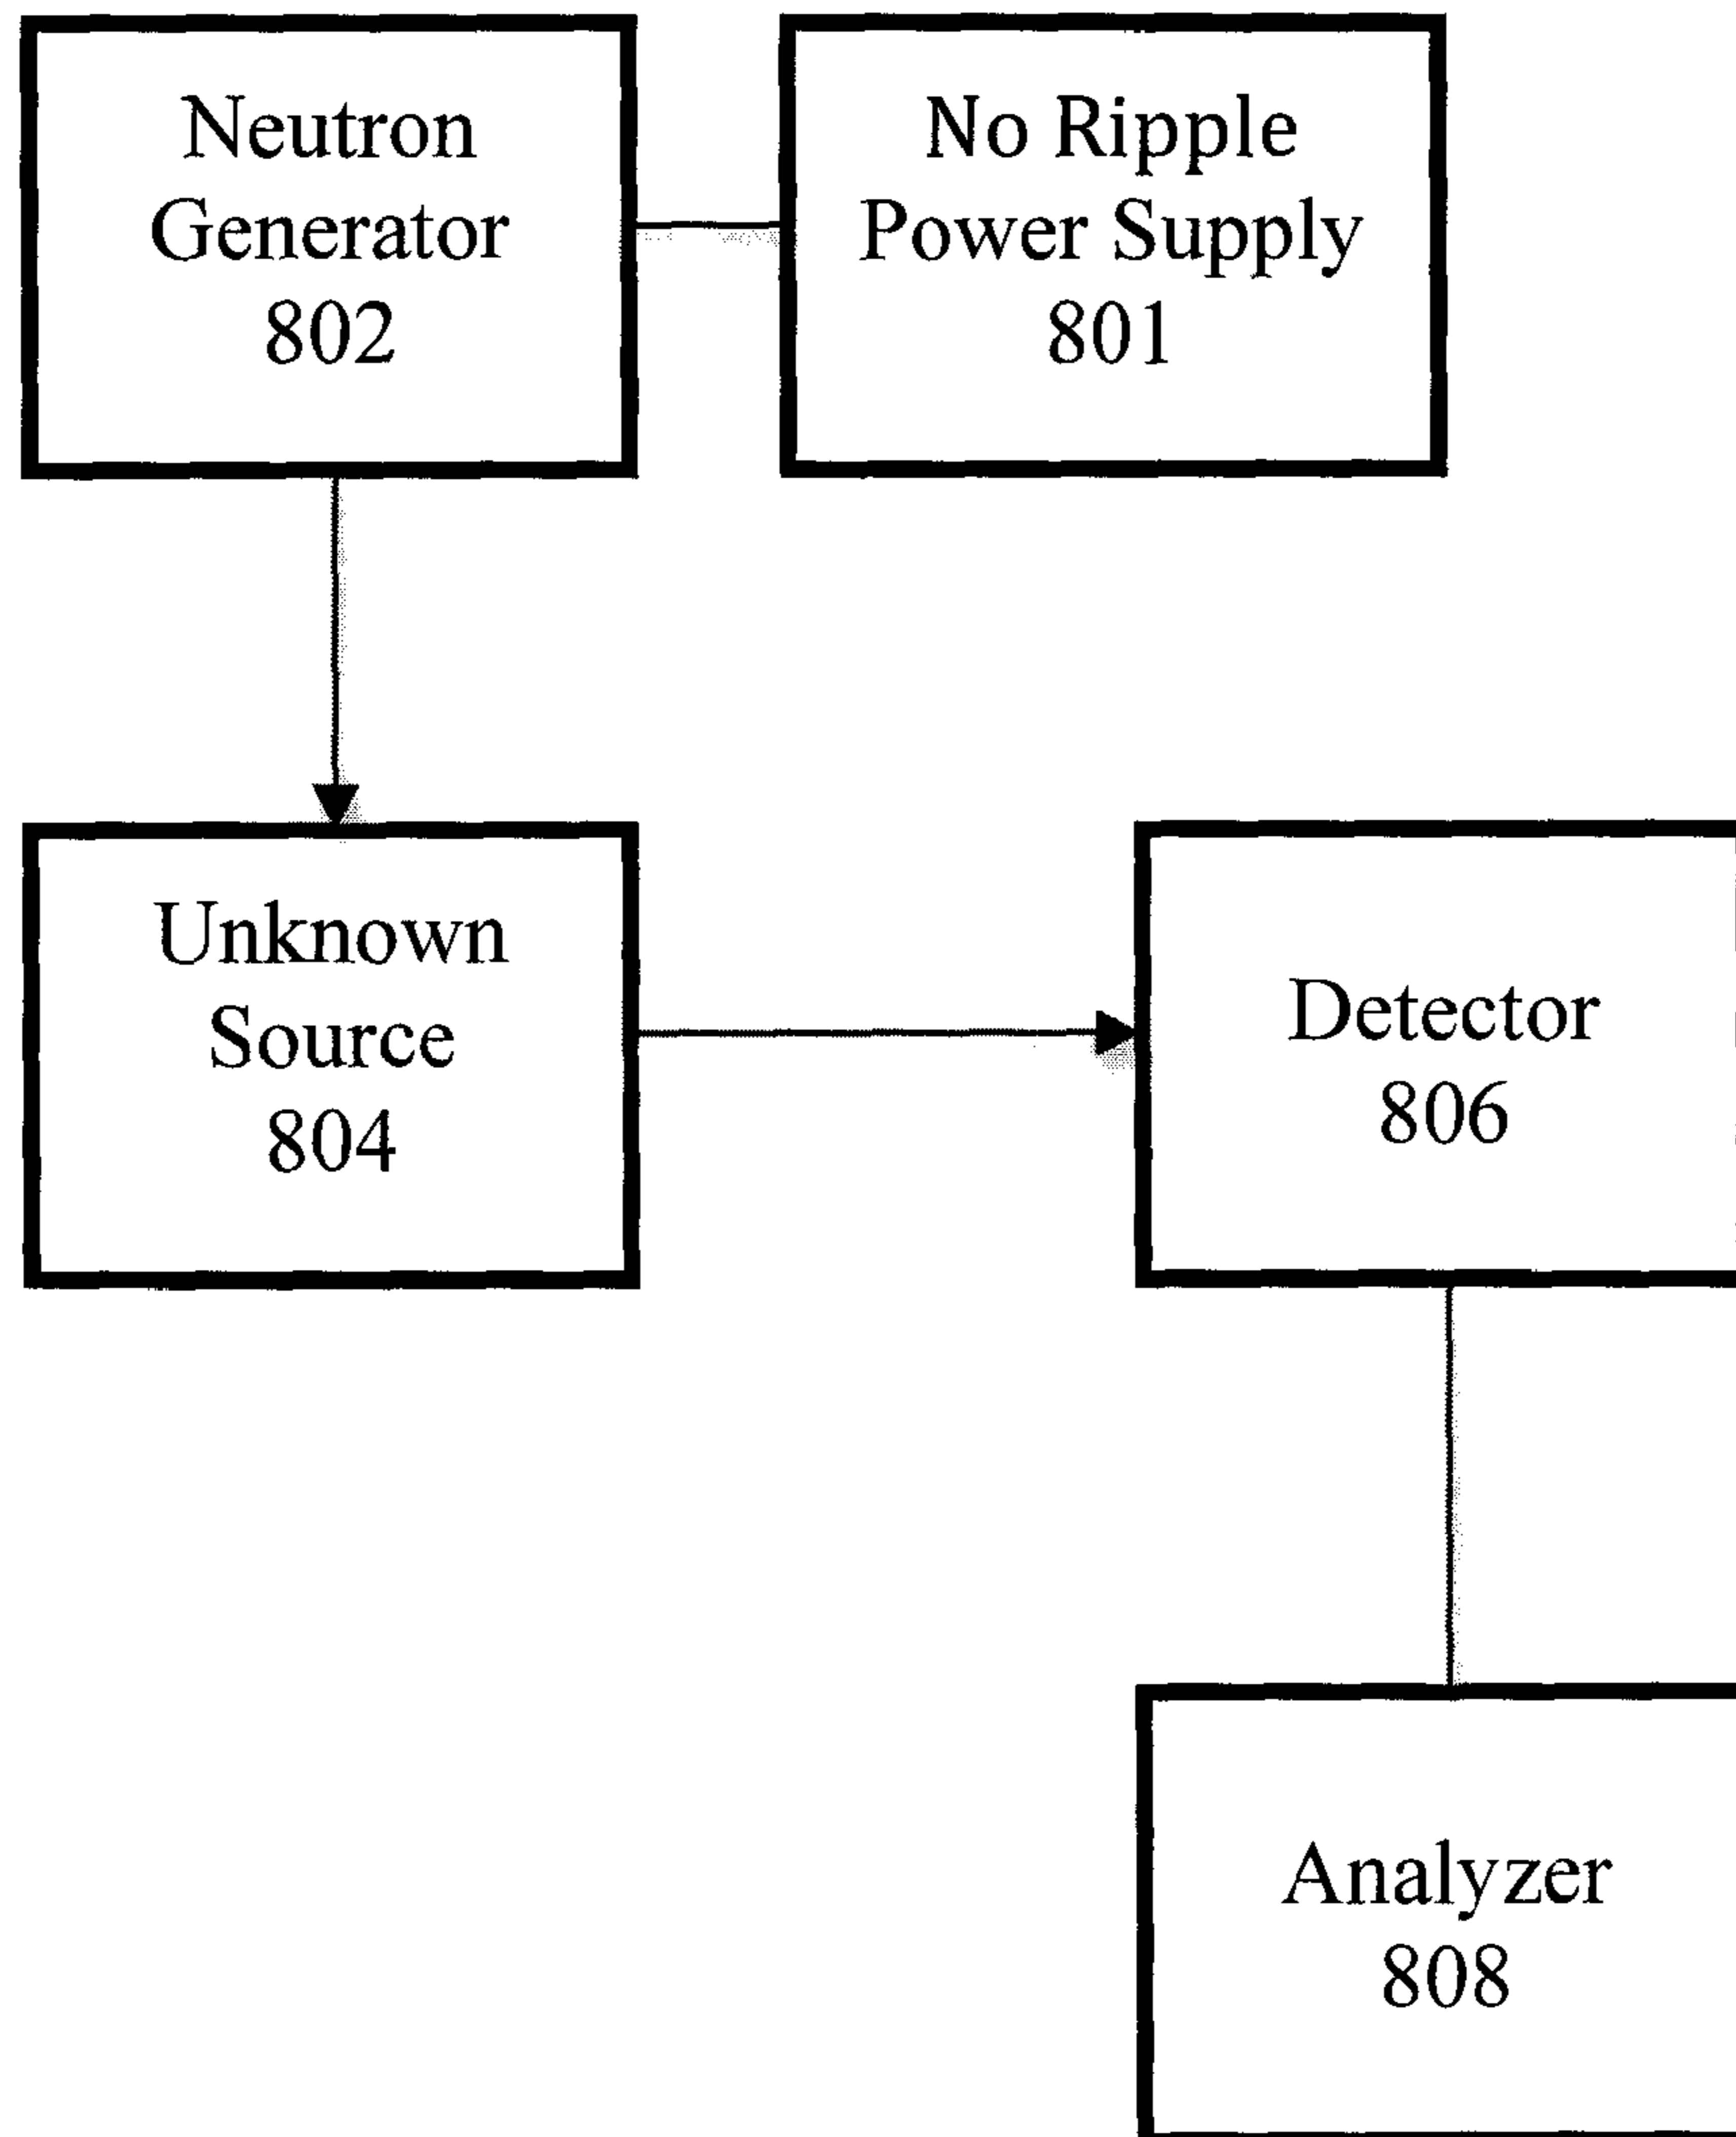 Neutron
Generator
802
No Ripple
Power Supply
801
Unknown
Source
804
Detector
806
Analyzer
808